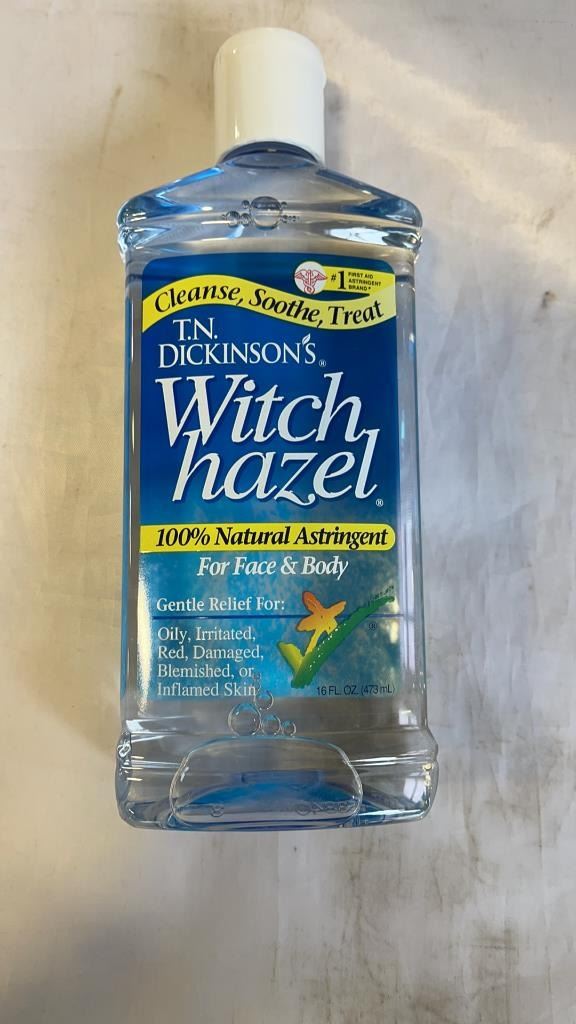 #1 FIRST AID
ASTRINGENT
BRAND*
Cleanse, Soothe, Treat
T.N.
DICKINSON'S®
Witch
hazel®
100% Natural Astringent
For Face & Body
Gentle Relief For:
Oily, Irritated,
Red, Damaged,
Blemished, or
Inflamed Skin
®
16 FL. OZ. (473 mL)